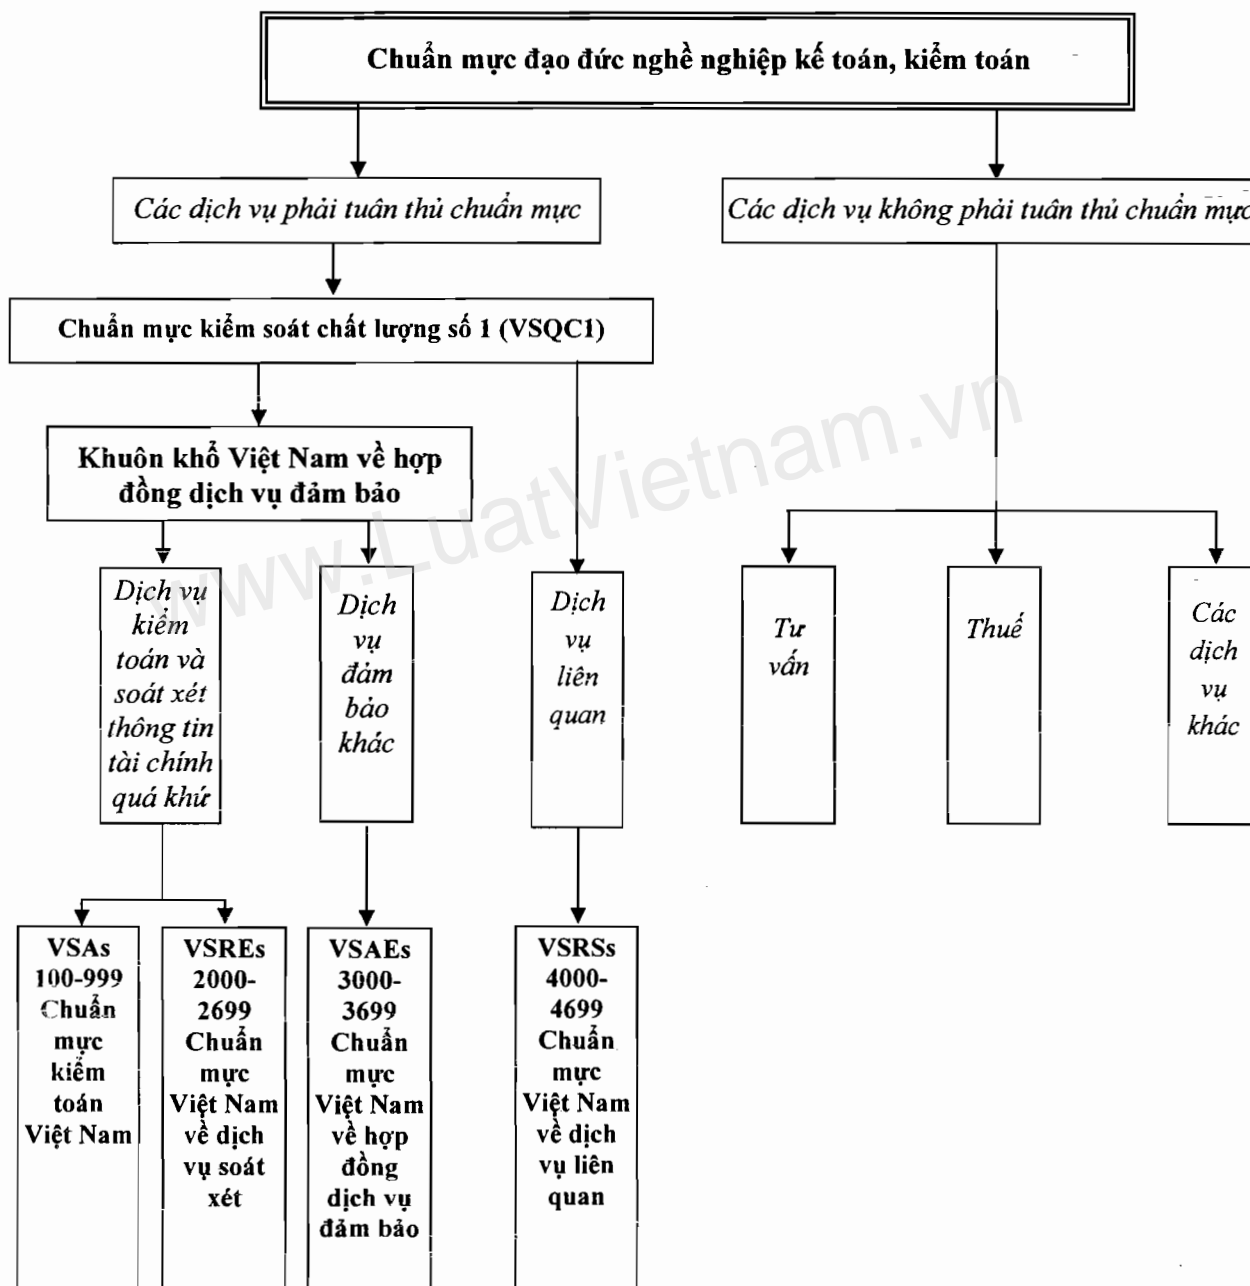 Chuẩn mực đạo đức nghề nghiệp kế toán, kiểm toán
Các dịch vụ phải tuân thủ chuẩn mực
Các dịch vụ không phải tuân thủ chuẩn mực
Chuẩn mực kiểm soát chất lượng số 1 (VSQC1)
Khuôn khổ Việt Nam về hợp
đồng dịch vụ đảm bảo
Dịch vụ
kiểm
toán và
soát xét
thông tin
tài chính
quá khứ
Dịch
vụ
đảm
bảo
khác
Dịch
vụ
liên
quan
Tư
vấn
Thuế
Các
dịch
vụ
khác
VSAs
100-999
Chuẩn
mực
kiểm
toán
Việt Nam
VSREs
2000-
2699
Chuẩn
mực
Việt Nam
về dịch
vụ soát
xét
VSAEs
3000-
3699
Chuẩn
mực
Việt Nam
về hợp
đồng
dịch vụ
đảm bảo
VSRSs
4000-
4699
Chuẩn
mực
Việt Nam
về dịch
vụ liên
quan
www.LuatVietnam.vn